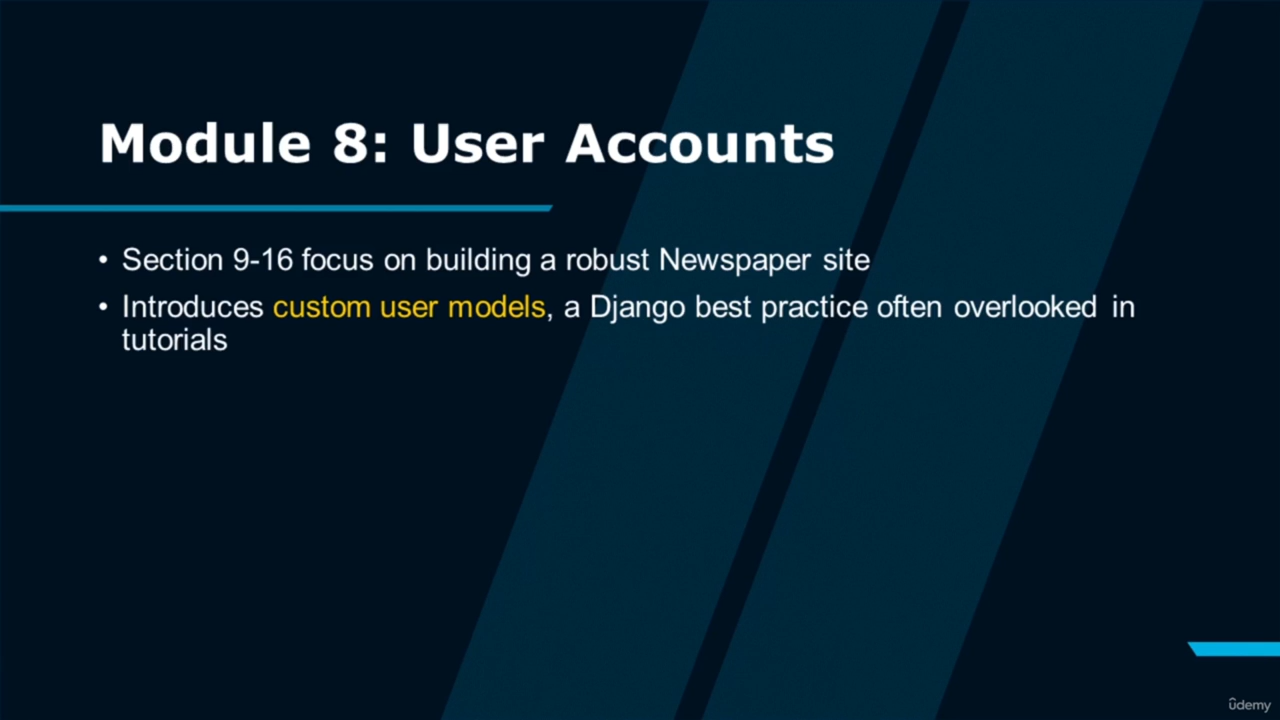 Module 8: User Accounts
• Section 9-16 focus on building a robust Newspaper site
• Introduces custom user models, a Django best practice often overlooked in
tutorials
ûdemy